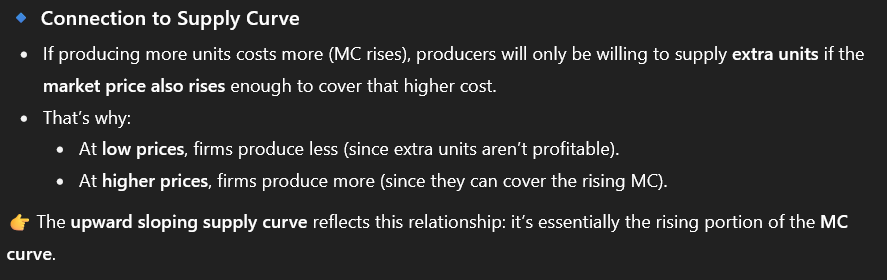 🔹 Connection to Supply Curve
• If producing more units costs more (MC rises), producers will only be willing to supply extra units if the
market price also rises enough to cover that higher cost.
• That’s why:
• At low prices, firms produce less (since extra units aren’t profitable).
• At higher prices, firms produce more (since they can cover the rising MC).
👉 The upward sloping supply curve reflects this relationship: it’s essentially the rising portion of the MC
curve.